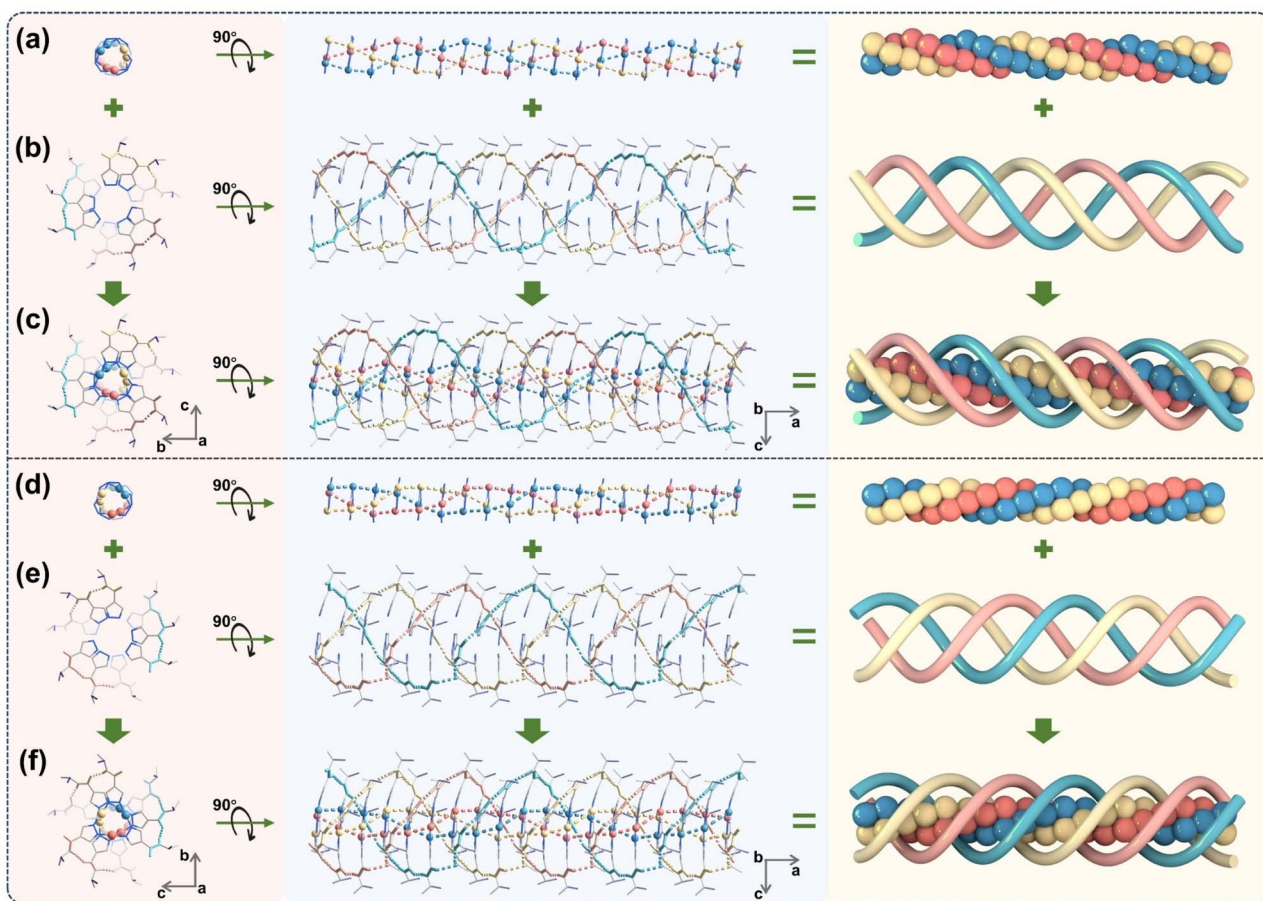 (a)
90°
+
+
=
+
(b)
90°
=
(c)
90°
=
c
b
a
b
a
c
(d)
90°
=
+
+
+
(e)
90°
=
(f)
90°
=
b
c
a
b
a
c